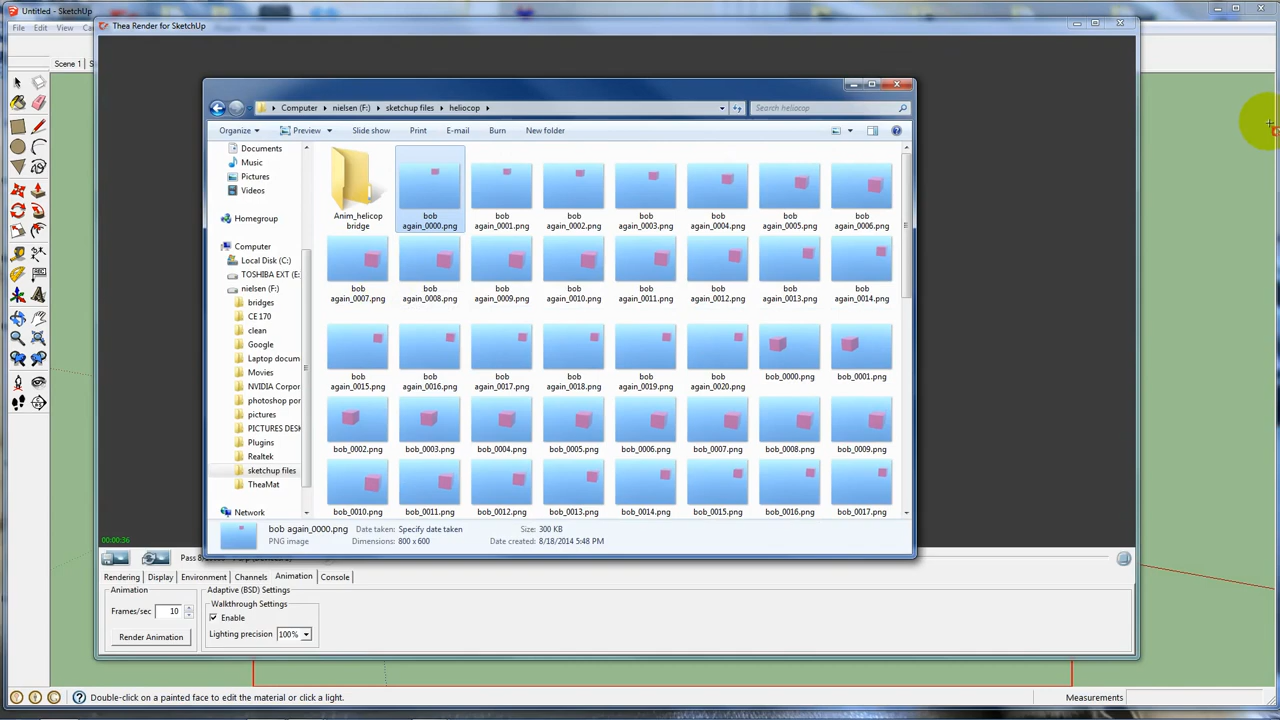 Untitled - SketchUp
Thea Render for SketchUp
File Edit View
Scene 1
Computer nielsen (F:) sketchup files heliocop
Search heliocop
Organize Preview Slide show Print E-mail Burn New folder
Documents
Music
Pictures
Videos
Homegroup
Computer
Local Disk (C:)
TOSHIBA EXT (E:
nielsen (F:)
bridges
CE 170
clean
Google
Laptop docum
Movies
NVIDIA Corpor
photoshop por
pictures
PICTURES DESK
Plugins
Realtek
sketchup files
TheaMat
Network
Anim_helicop bob bob bob bob bob bob bob
bridge again_0000.png again_0001.png again_0002.png again_0003.png again_0004.png again_0005.png again_0006.png
bob bob bob bob bob bob bob bob
again_0007.png again_0008.png again_0009.png again_0010.png again_0011.png again_0012.png again_0013.png again_0014.png
bob bob bob bob bob bob bob_0000.png bob_0001.png
again_0015.png again_0016.png again_0017.png again_0018.png again_0019.png again_0020.png
bob_0002.png bob_0003.png bob_0004.png bob_0005.png bob_0006.png bob_0007.png bob_0008.png bob_0009.png
bob_0010.png bob_0011.png bob_0012.png bob_0013.png bob_0014.png bob_0015.png bob_0016.png bob_0017.png
bob again_0000.png Date taken: Specify date taken Size: 300 KB
PNG image Dimensions: 800 x 600 Date created: 8/18/2014 5:48 PM
00:00:36
Pass
Rendering Display Environment Channels Animation Console
Animation
Frames/sec 10
Render Animation
Adaptive (BSD) Settings
Walkthrough Settings
Enable
Lighting precision 100%
Double-click on a painted face to edit the material or click a light.
Measurements